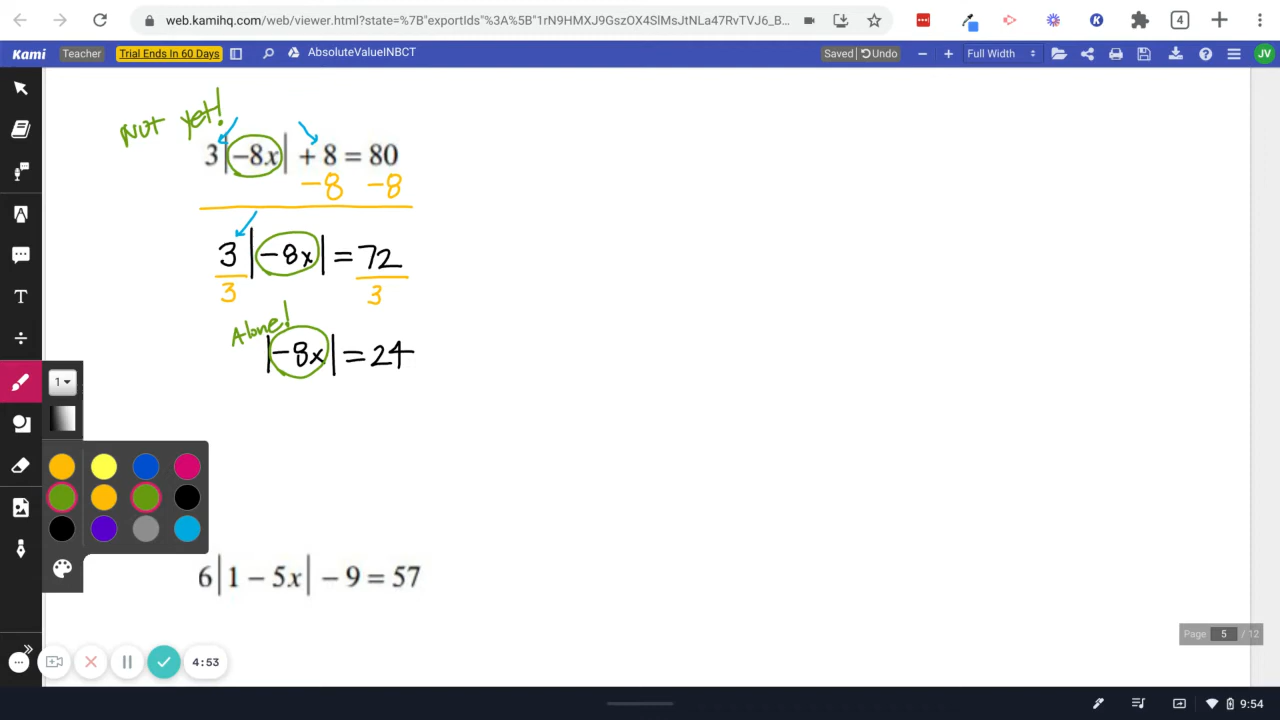 web.kamihq.com/web/viewer.html?state=%7B"exportIds"%3A%5B"1rN9HMXJ9GszOX4SlMsJtNLa47RvTVJ6_B...
4
Kami Teacher Trial Ends In 60 Days AbsoluteValueINBCT Saved Undo Full Width JV
Not yet!
3|−8x| + 8 = 80
−8 −8
3|−8x| = 72
3 3
Alone!
|−8x| = 24
1
6|1 − 5x| − 9 = 57
Page 5 / 12
4:53
9:54